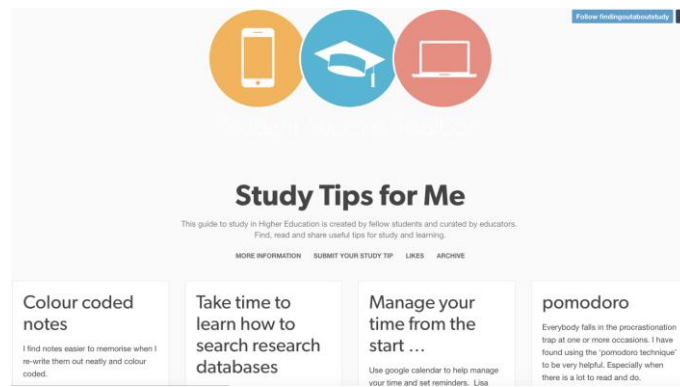 Follow findingoutaboutstudy
Study Tips for Me
This guide to study in Higher Education is created by fellow students and curated by educators.
Find, read and share useful tips for study and learning.
MORE INFORMATION SUBMIT YOUR STUDY TIP LIKES ARCHIVE
Colour coded
notes
I find notes easier to memorise when I
re-write them out neatly and colour
coded.
Take time to
learn how to
search research
databases
Manage your
time from the
start ...
Use google calendar to help manage
your time and set reminders. Lisa
pomodoro
Everybody falls in the procrastionation
trap at one or more occasions. I have
found using the 'pomodoro technique'
to be very helpful. Especially when
there is a lot to read and do.